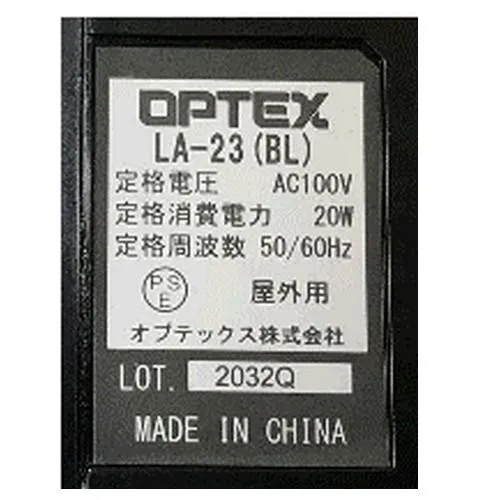 OPTEX
LA-23(BL)
定格電圧 AC100V
定格消費電力 20W
定格周波数 50/60Hz
PS
E
屋外用
オプテックス株式会社
LOT. 2032Q
MADE IN CHINA